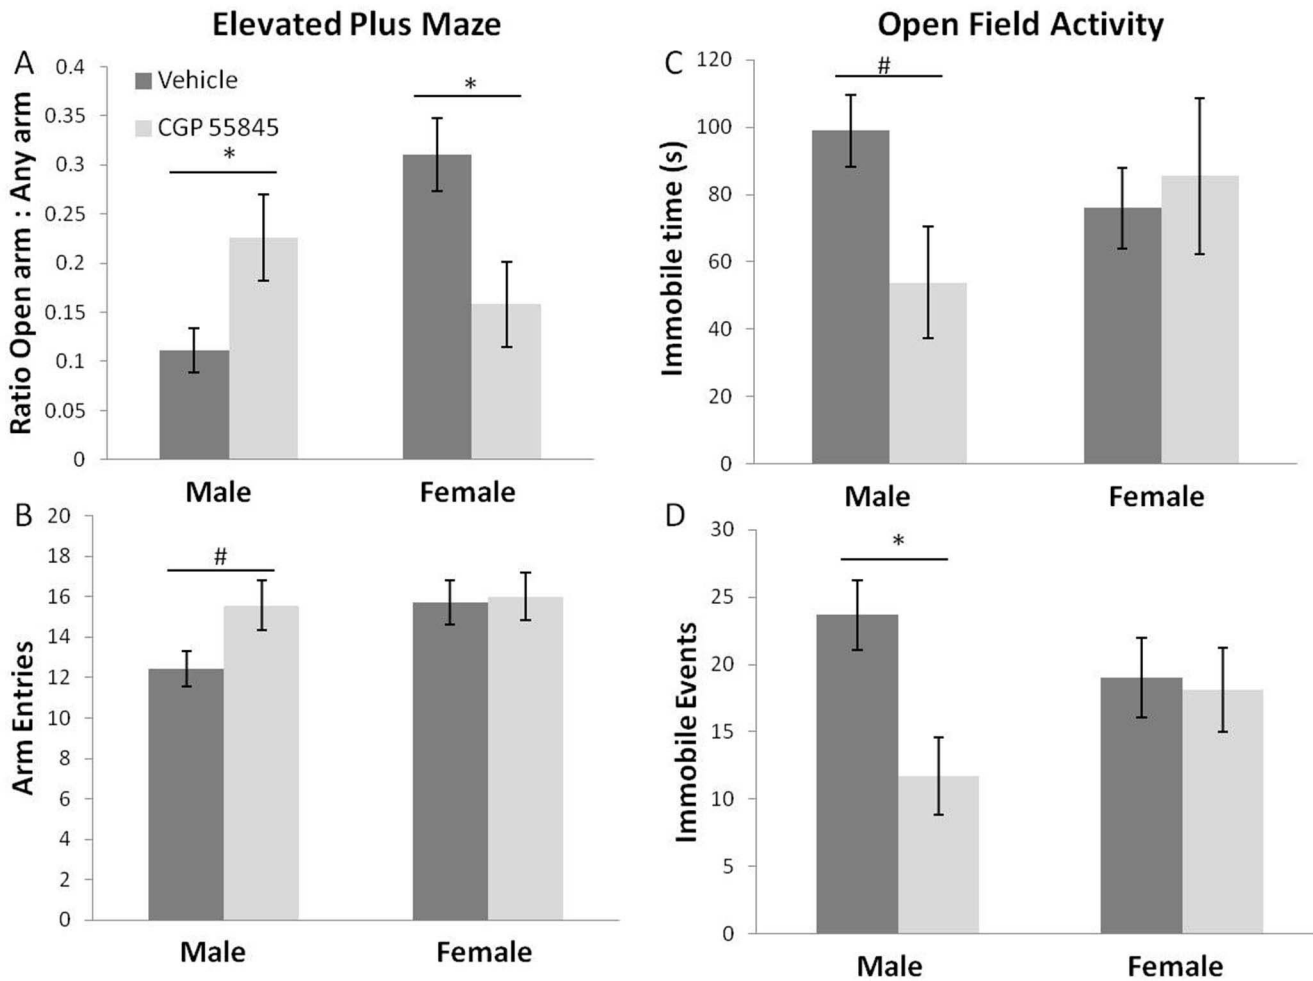 Elevated Plus Maze
A
Ratio Open arm : Any arm
0.4
0.35
0.3
0.25
0.2
0.15
0.1
0.05
0
Vehicle
CGP 55845
*
*
Male
Female
Open Field Activity
C
Immobile time (s)
120
100
80
60
40
20
0
#
Male
Female
B
Arm Entries
20
18
16
14
12
10
8
6
4
2
0
#
Male
Female
D
Immobile Events
30
25
20
15
10
5
0
*
Male
Female